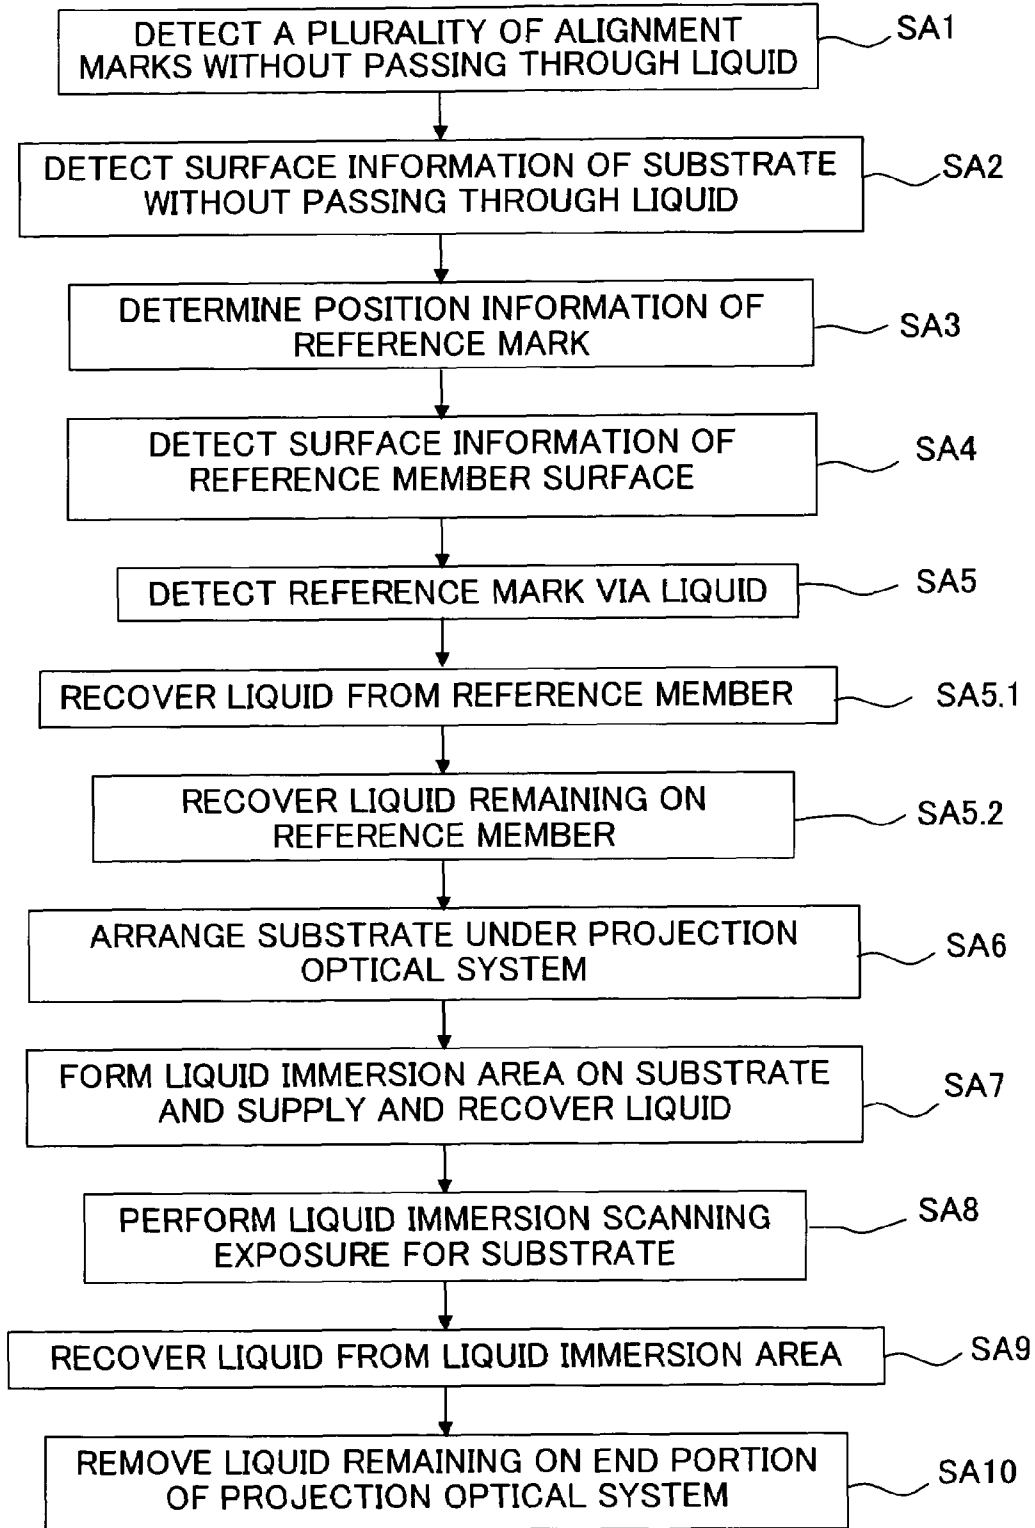 DETECT A PLURALITY OF ALIGNMENT
MARKS WITHOUT PASSING THROUGH LIQUID
SA1
DETECT SURFACE INFORMATION OF SUBSTRATE
WITHOUT PASSING THROUGH LIQUID
SA2
DETERMINE POSITION INFORMATION OF
REFERENCE MARK
SA3
DETECT SURFACE INFORMATION OF
REFERENCE MEMBER SURFACE
SA4
DETECT REFERENCE MARK VIA LIQUID
SA5
RECOVER LIQUID FROM REFERENCE MEMBER
SA5.1
RECOVER LIQUID REMAINING ON
REFERENCE MEMBER
SA5.2
ARRANGE SUBSTRATE UNDER PROJECTION
OPTICAL SYSTEM
SA6
FORM LIQUID IMMERSION AREA ON SUBSTRATE
AND SUPPLY AND RECOVER LIQUID
SA7
PERFORM LIQUID IMMERSION SCANNING
EXPOSURE FOR SUBSTRATE
SA8
RECOVER LIQUID FROM LIQUID IMMERSION AREA
SA9
REMOVE LIQUID REMAINING ON END PORTION
OF PROJECTION OPTICAL SYSTEM
SA10